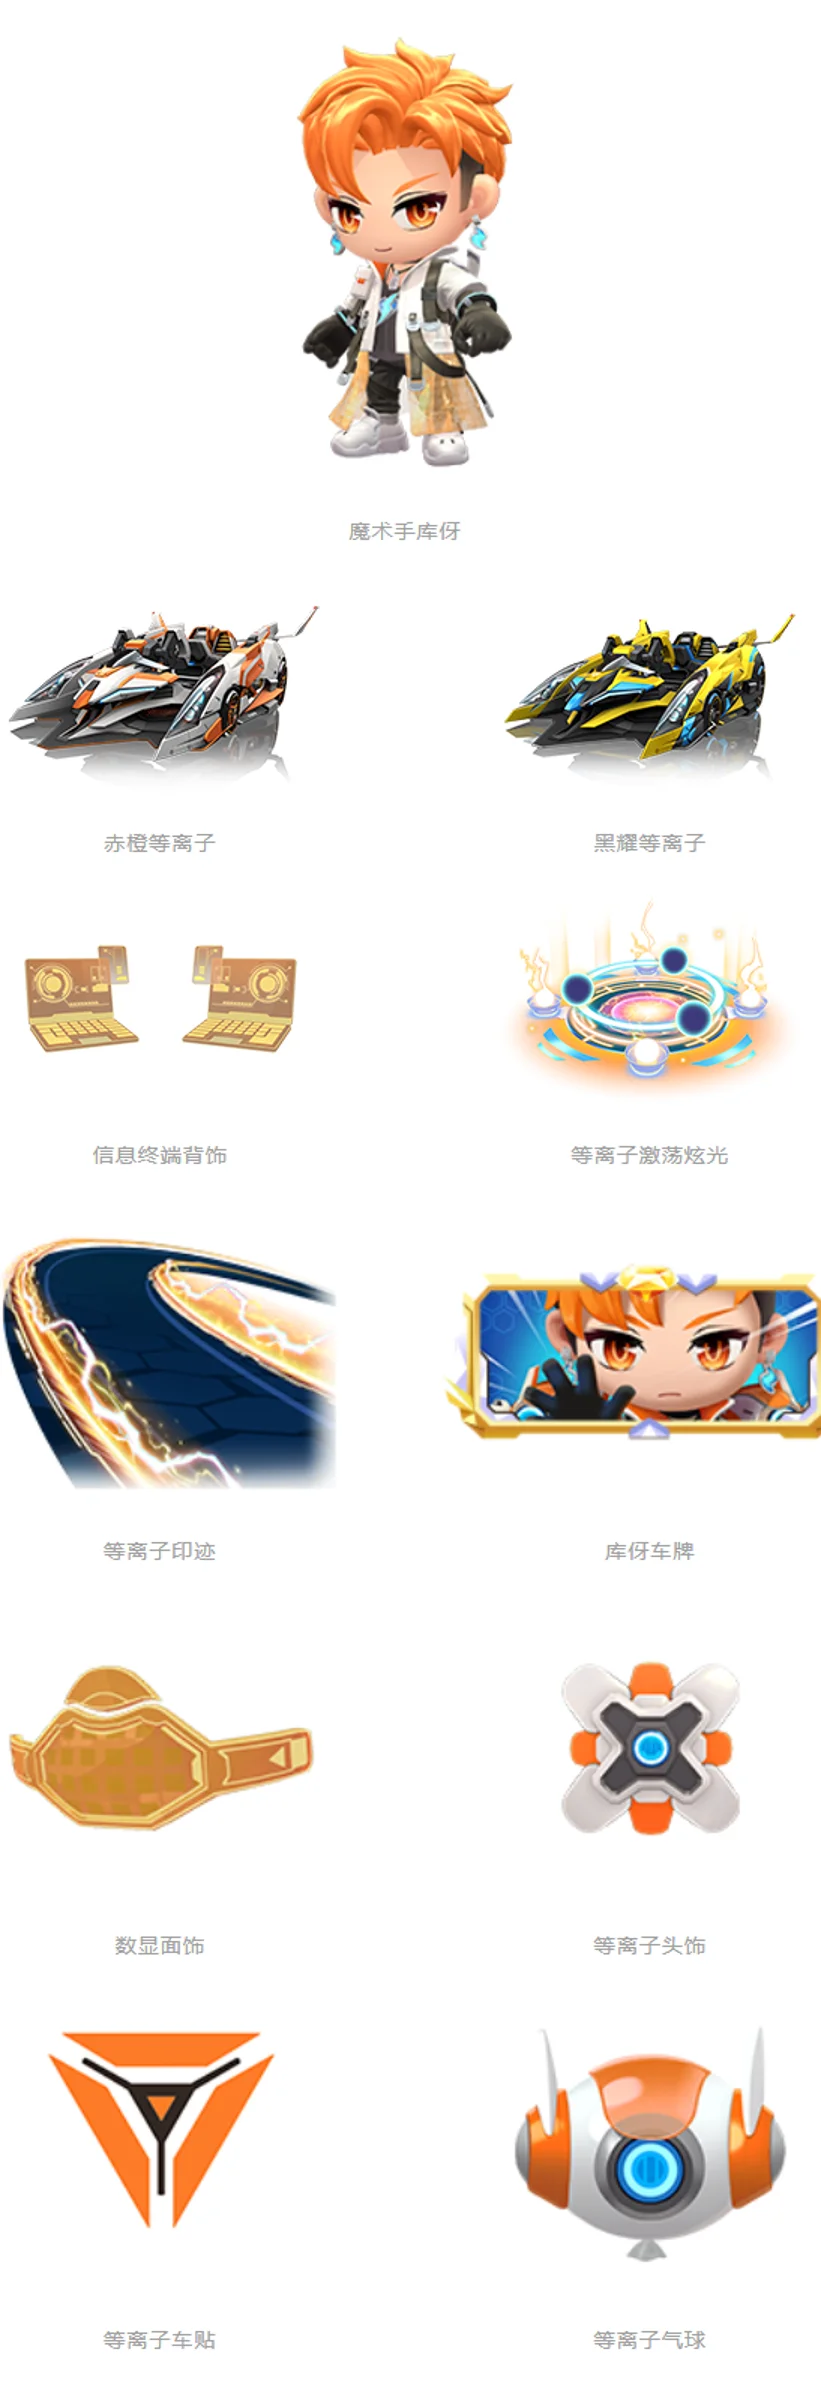 魔术手库伢
赤橙等离子
黑耀等离子
信息终端背饰
等离子激荡炫光
等离子印迹
库伢车牌
数显面饰
等离子头饰
等离子车贴
等离子气球